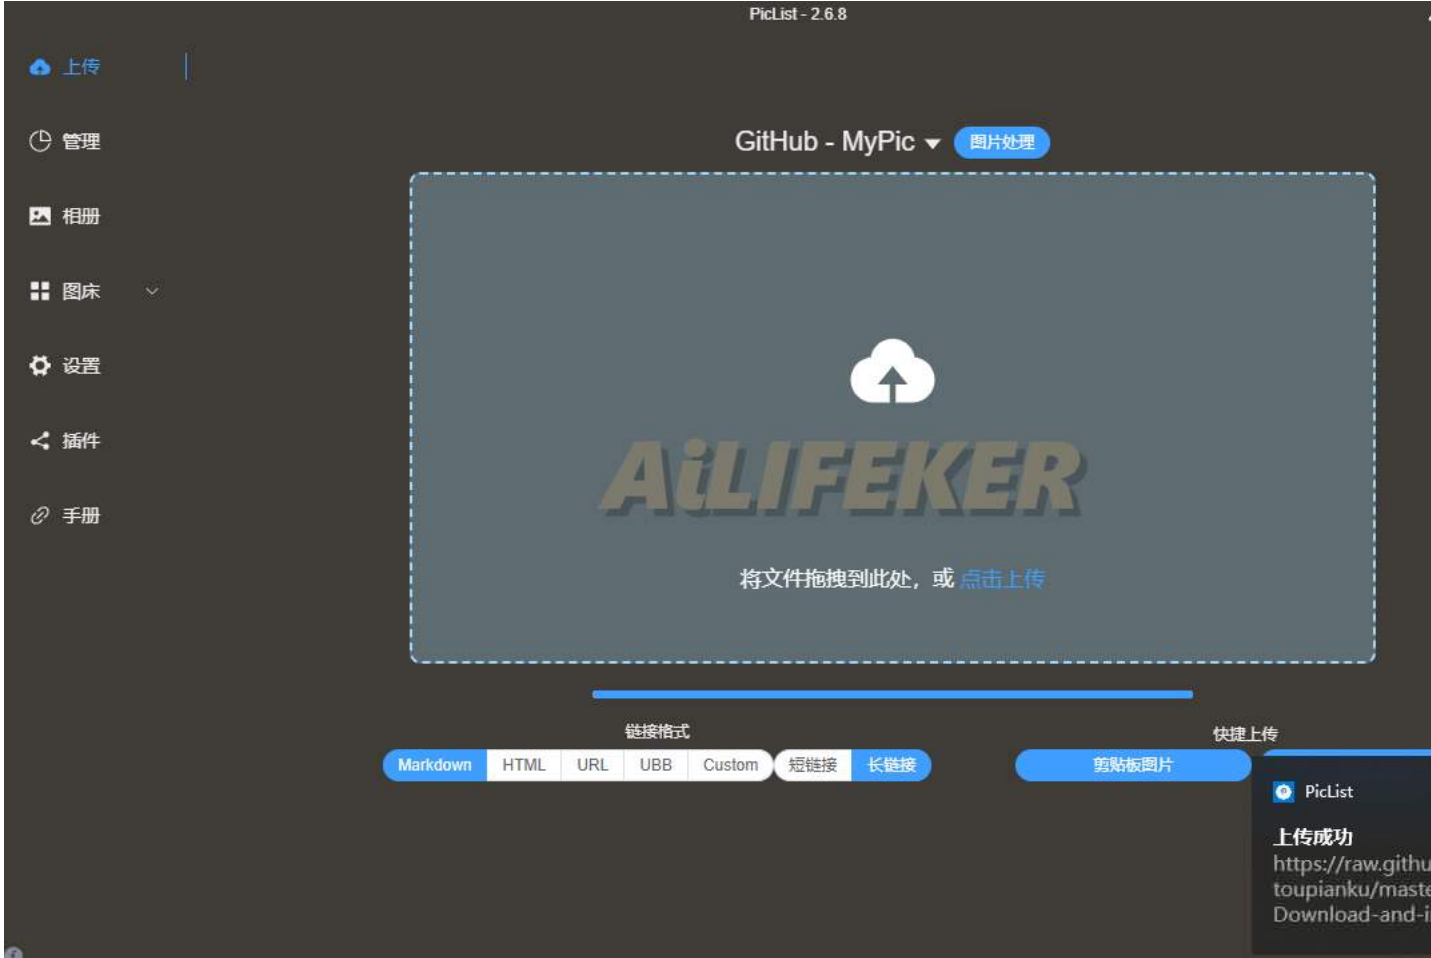 PicList - 2.6.8
上传
管理
相册
图床
设置
插件
手册
GitHub - MyPic
图片处理
AiLIFEKER
将文件拖拽到此处，或 点击上传
链接格式
Markdown HTML URL UBB Custom 短链接 长链接
快捷上传
剪贴板图片
PicList
上传成功
https://raw.githu
toupianku/maste
Download-and-i